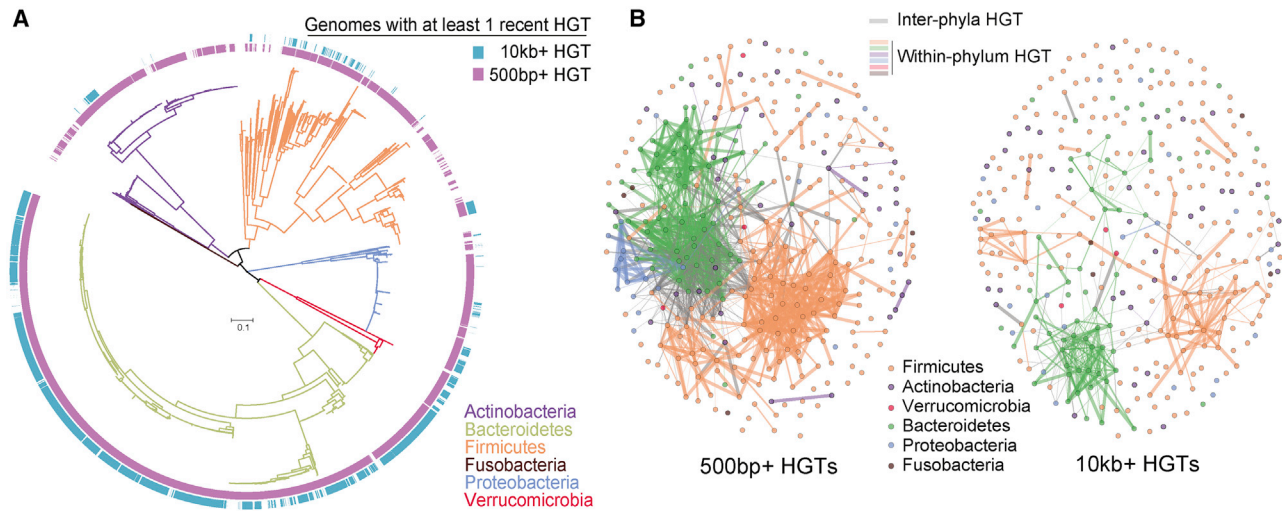 A
Genomes with at least 1 recent HGT
10kb+ HGT
500bp+ HGT
0.1
Actinobacteria
Bacteroidetes
Firmicutes
Fusobacteria
Proteobacteria
Verrucomicrobia
B
Inter-phyla HGT
Within-phylum HGT
Firmicutes
Actinobacteria
Verrucomicrobia
Bacteroidetes
Proteobacteria
Fusobacteria
500bp+ HGTs
10kb+ HGTs